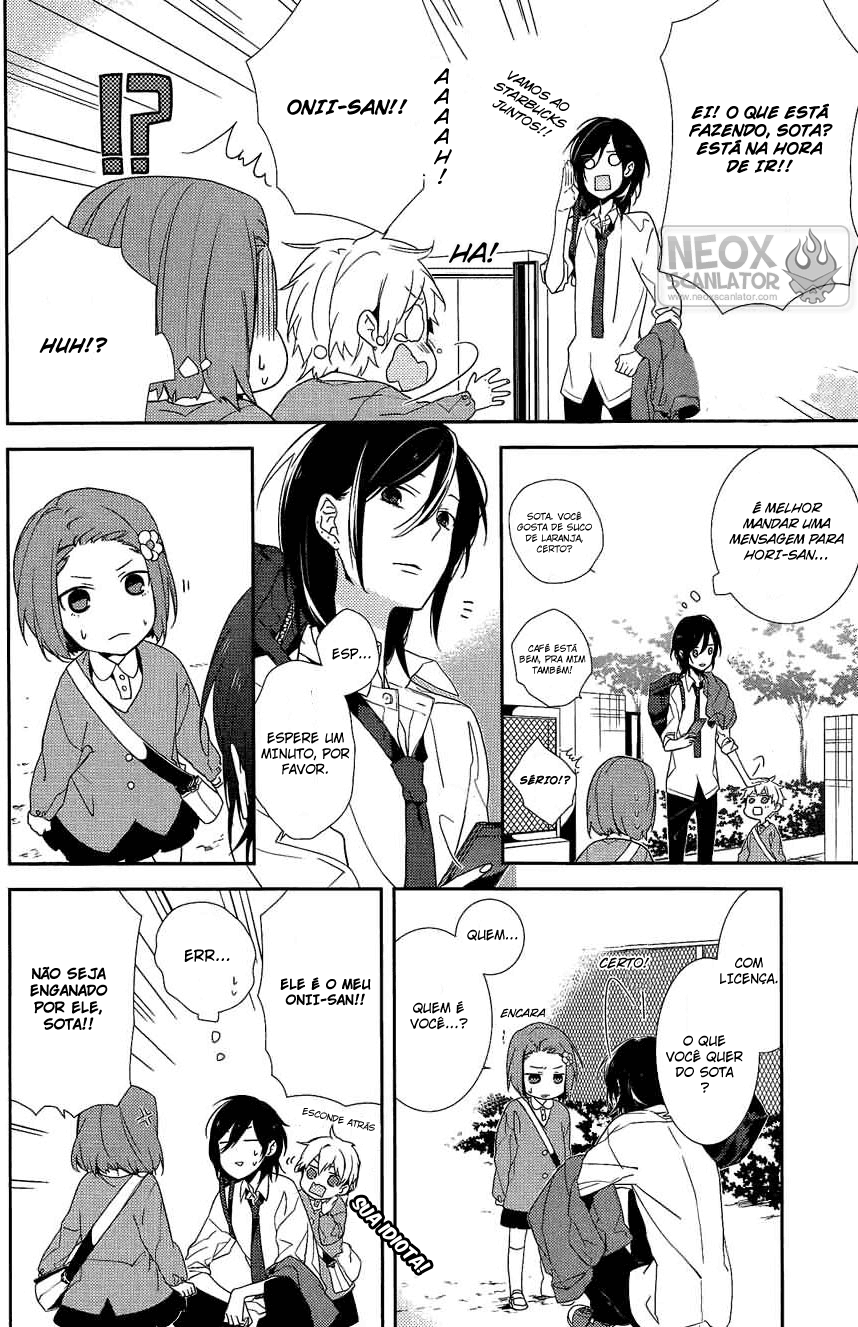 EI! O QUE ESTÁ
FAZENDO, SOTA?
ESTÁ NA HORA
DE IR!!
VAMOS AO
STARBUCKS
JUNTOS!!
AAAAH!
ONII-SAN!!
!?
HA!
HUH!?
NEOX
SCANLATOR
www.neoxscanlator.com
É MELHOR
MANDAR UMA
MENSAGEM PARA
HORI-SAN...
SOTA. VOCÊ
GOSTA DE SUCO
DE LARANJA,
CERTO?
CAFÉ ESTÁ
BEM, PRA MIM
TAMBÉM!
SÉRIO!?
ESP...
ESPERE UM
MINUTO, POR
FAVOR.
COM
LICENÇA.
O QUE
VOCÊ QUER
DO SOTA
?
CERTO!
QUEM...
QUEM É
VOCÊ...?
ENCARA
ELE É O MEU
ONII-SAN!!
ERR...
NÃO SEJA
ENGANADO
POR ELE,
SOTA!!
ESCONDE ATRÁS
SUA IDIOTA!